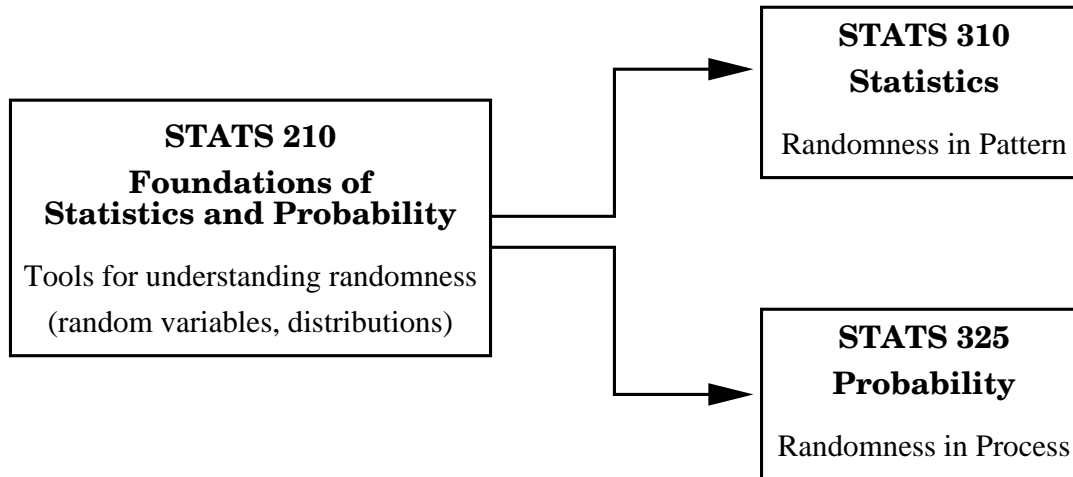 STATS 210
Foundations of
Statistics and Probability
Tools for understanding randomness
(random variables, distributions)
STATS 310
Statistics
Randomness in Pattern
STATS 325
Probability
Randomness in Process